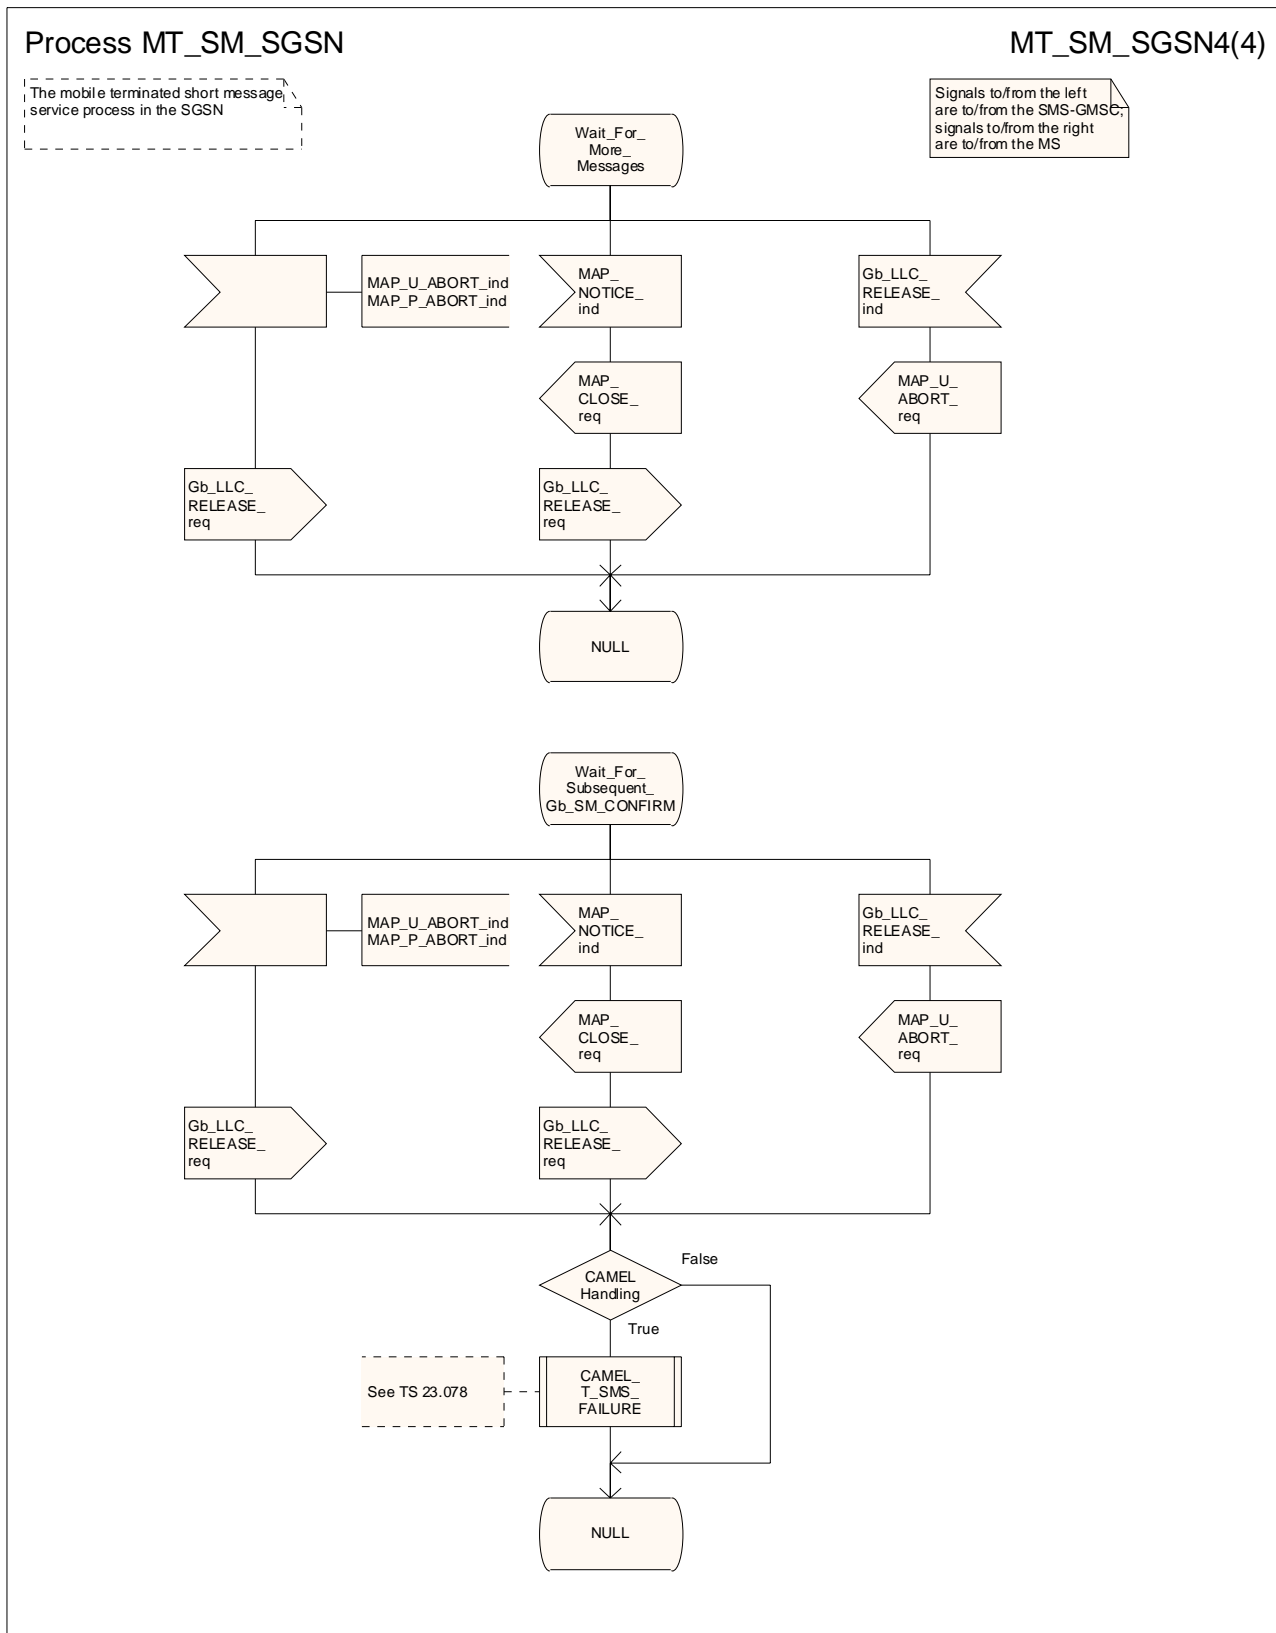 Process MT_SM_SGSN
MT_SM_SGSN4(4)
The mobile terminated short message
service process in the SGSN
Signals to/from the left
are to/from the SMS-GMSC;
signals to/from the right
are to/from the MS
Wait_For_
More_
Messages
MAP_U_ABORT_ind
MAP_P_ABORT_ind
MAP_
NOTICE_
ind
Gb_LLC_
RELEASE_
ind
MAP_
CLOSE_
req
MAP_U_
ABORT_
req
Gb_LLC_
RELEASE_
req
Gb_LLC_
RELEASE_
req
NULL
Wait_For_
Subsequent_
Gb_SM_CONFIRM
MAP_U_ABORT_ind
MAP_P_ABORT_ind
MAP_
NOTICE_
ind
Gb_LLC_
RELEASE_
ind
MAP_
CLOSE_
req
MAP_U_
ABORT_
req
Gb_LLC_
RELEASE_
req
Gb_LLC_
RELEASE_
req
False
CAMEL
Handling
True
See TS 23.078
CAMEL_
T_SMS_
FAILURE
NULL